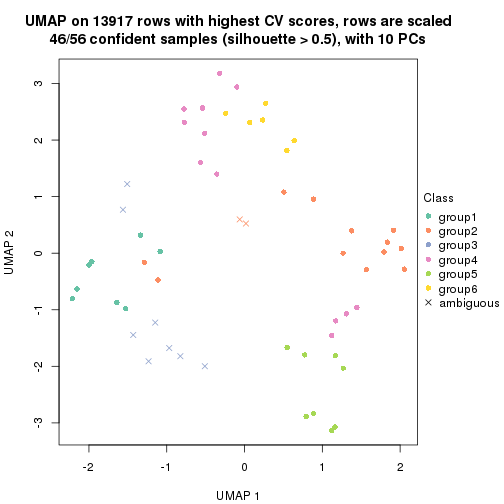 UMAP on 13917 rows with highest CV scores, rows are scaled
46/56 confident samples (silhouette > 0.5), with 10 PCs
3
2
1
0
-1
-2
-3
UMAP 2
-2
-1
0
1
2
UMAP 1
Class
group1
group2
group3
group4
group5
group6
ambiguous